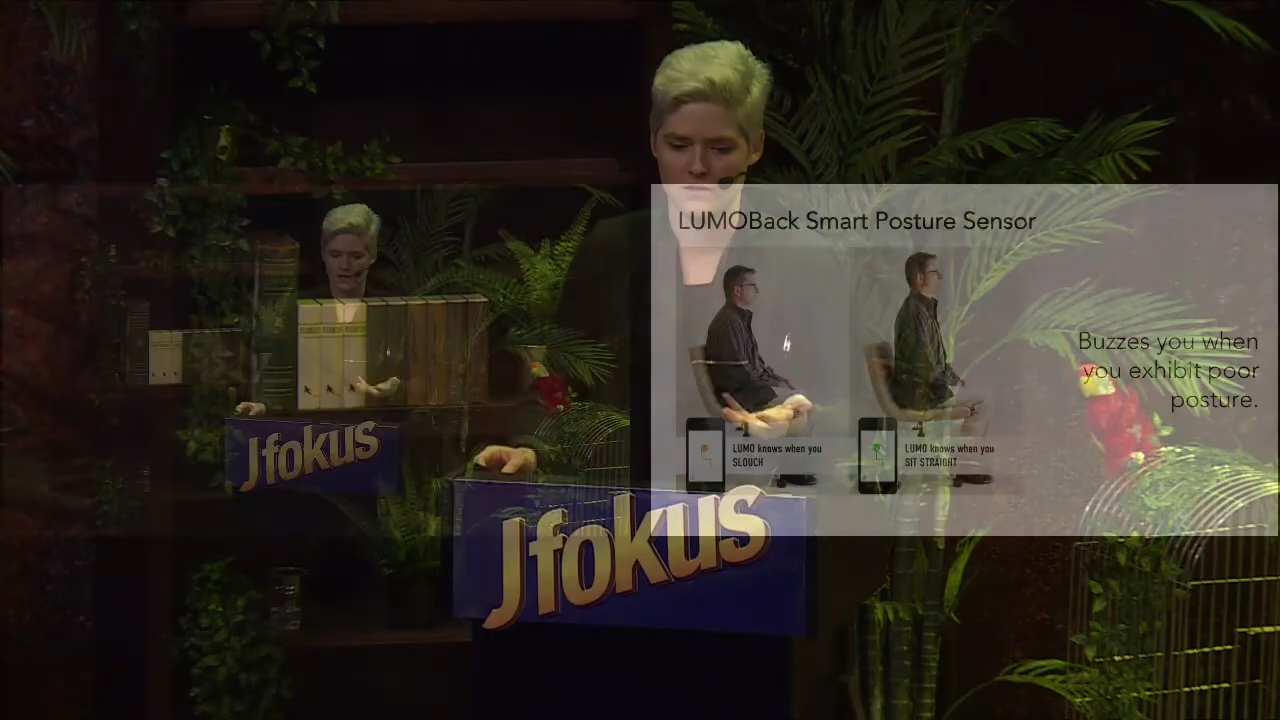 LUMOBack Smart Posture Sensor
Buzzes you when
you exhibit poor
posture.
LUMO knows when you
SLOUCH
LUMO knows when you
SIT STRAIGHT
Jfokus
Jfokus